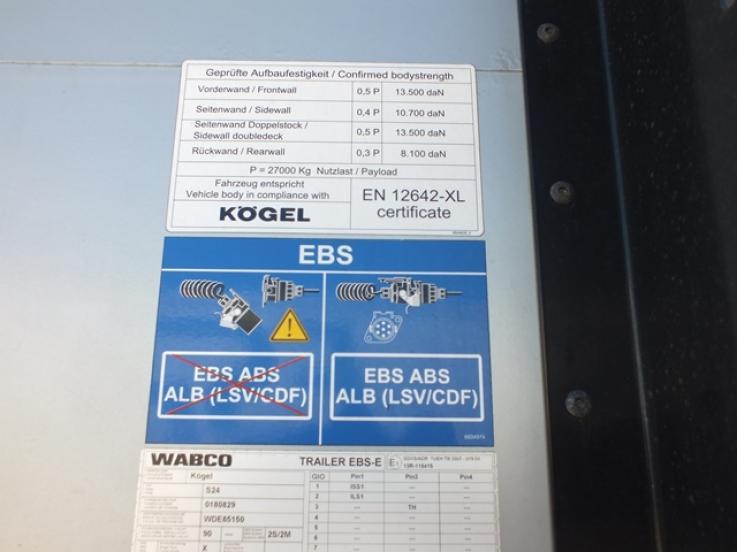 Geprüfte Aufbaufestigkeit / Confirmed bodystrength
Vorderwand / Frontwall 0,5 P 13.500 daN
Seitenwand / Sidewall 0,4 P 10.700 daN
Seitenwand Doppelstock /
Sidewall doubledeck 0,5 P 13.500 daN
Rückwand / Rearwall 0,3 P 8.100 daN
P = 27000 Kg Nutzlast / Payload
Fahrzeug entspricht
Vehicle body in compliance with
KÖGEL
EN 12642-XL
certificate
EBS
EBS ABS
ALB (LSV/CDF)
EBS ABS
ALB (LSV/CDF)
WABCO TRAILER EBS-E E1
Kögel GIO Pin1 Pin3 Pin4
S24 1 ISS1 --- ---
0180829 2 ILS1 --- ---
WDE65150 3 --- TH ---
90 --- 2S/2M
4 --- --- ---
5 --- --- ---
X 6 --- --- ---
7